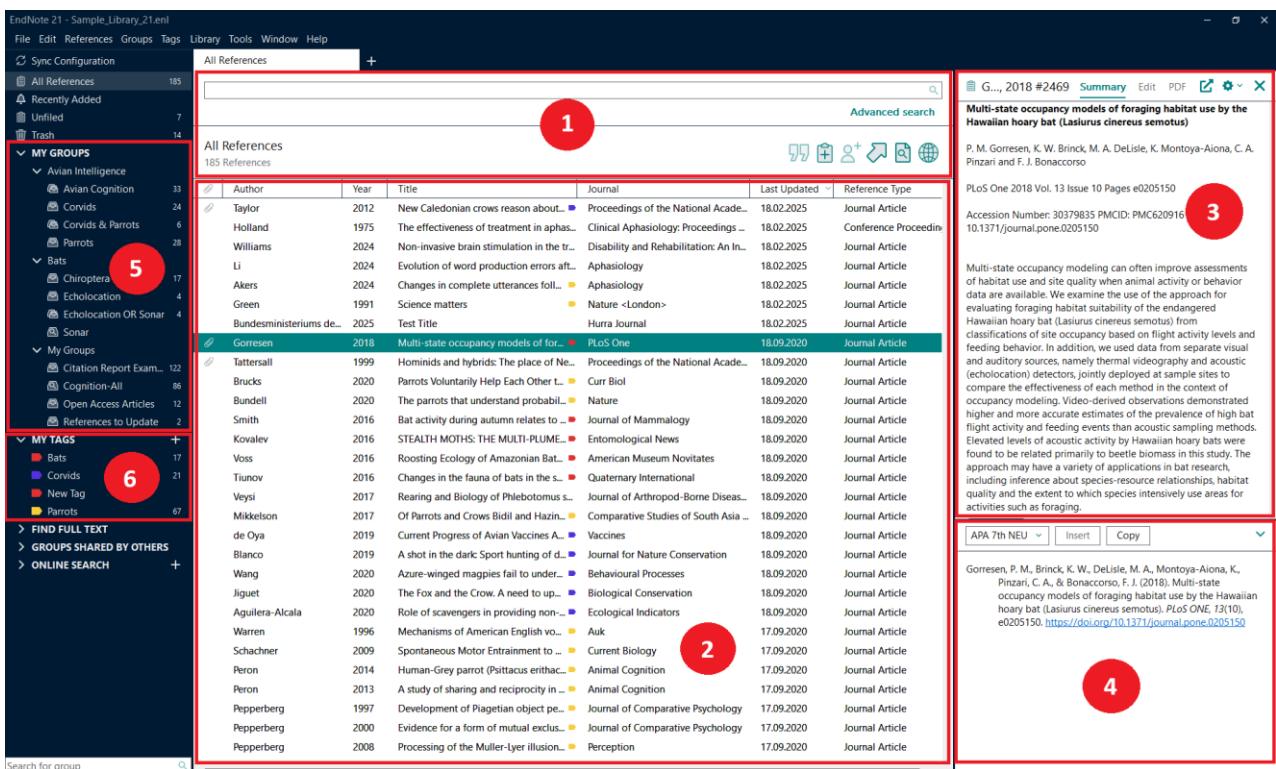 EndNote 21 - Sample_Library_21.enl
File Edit References Groups Tags Library Tools Window Help
Sync Configuration
All References 185
Recently Added
Unfiled 7
Trash 14
MY GROUPS
Avian Intelligence
Avian Cognition 33
Corvids 24
Corvids & Parrots 6
Parrots 28
Bats
5
Chiroptera 17
Echolocation 4
Echolocation OR Sonar 4
Sonar
My Groups
Citation Report Exam... 122
Cognition-All 86
Open Access Articles 12
References to Update 2
MY TAGS +
Bats 17
Corvids 21
6
New Tag
Parrots 67
FIND FULL TEXT
GROUPS SHARED BY OTHERS
ONLINE SEARCH +
Search for group
All References +
Advanced search
1
All References
185 References
Author Year Title Journal Last Updated Reference Type
Taylor 2012 New Caledonian crows reason about... Proceedings of the National Acade... 18.02.2025 Journal Article
Holland 1975 The effectiveness of treatment in aphas... Clinical Aphasiology: Proceedings ... 18.02.2025 Conference Proceedin
Williams 2024 Non-invasive brain stimulation in the tr... Disability and Rehabilitation: An In... 18.02.2025 Journal Article
Li 2024 Evolution of word production errors aft... Aphasiology 18.02.2025 Journal Article
Akers 2024 Changes in complete utterances foll... Aphasiology 18.02.2025 Journal Article
Green 1991 Science matters Nature <London> 18.02.2025 Journal Article
Bundesministeriums de... 2025 Test Title Hurra Journal 18.02.2025 Journal Article
Gorresen 2018 Multi-state occupancy models of for... PLoS One 18.09.2020 Journal Article
Tattersall 1999 Hominids and hybrids: The place of Ne... Proceedings of the National Acade... 18.09.2020 Journal Article
Brucks 2020 Parrots Voluntarily Help Each Other t... Curr Biol 18.09.2020 Journal Article
Bundell 2020 The parrots that understand probabil... Nature 18.09.2020 Journal Article
Smith 2016 Bat activity during autumn relates to ... Journal of Mammalogy 18.09.2020 Journal Article
Kovalev 2016 STEALTH MOTHS: THE MULTI-PLUME... Entomological News 18.09.2020 Journal Article
Voss 2016 Roosting Ecology of Amazonian Bat... American Museum Novitates 18.09.2020 Journal Article
Tiunov 2016 Changes in the fauna of bats in the s... Quaternary International 18.09.2020 Journal Article
Veysi 2017 Rearing and Biology of Phlebotomus s... Journal of Arthropod-Borne Diseas... 18.09.2020 Journal Article
Mikkelson 2017 Of Parrots and Crows Bidil and Hazin... Comparative Studies of South Asia ... 18.09.2020 Journal Article
de Oya 2019 Current Progress of Avian Vaccines A... Vaccines 18.09.2020 Journal Article
Blanco 2019 A shot in the dark: Sport hunting of d... Journal for Nature Conservation 18.09.2020 Journal Article
Wang 2020 Azure-winged magpies fail to under... Behavioural Processes 18.09.2020 Journal Article
Jiguet 2020 The Fox and the Crow. A need to up... Biological Conservation 18.09.2020 Journal Article
Aguilera-Alcala 2020 Role of scavengers in providing non-... Ecological Indicators 18.09.2020 Journal Article
Warren 1996 Mechanisms of American English vo... Auk 17.09.2020 Journal Article
Schachner 2009 Spontaneous Motor Entrainment to ... Current Biology 17.09.2020 Journal Article
2
Peron 2014 Human-Grey parrot (Psittacus erithac... Animal Cognition 17.09.2020 Journal Article
Peron 2013 A study of sharing and reciprocity in ... Animal Cognition 17.09.2020 Journal Article
Pepperberg 1997 Development of Piagetian object pe... Journal of Comparative Psychology 17.09.2020 Journal Article
Pepperberg 2000 Evidence for a form of mutual exclus... Journal of Comparative Psychology 17.09.2020 Journal Article
Pepperberg 2008 Processing of the Muller-Lyer illusion... Perception 17.09.2020 Journal Article
G..., 2018 #2469 Summary Edit PDF
Multi-state occupancy models of foraging habitat use by the
Hawaiian hoary bat (Lasiurus cinereus semotus)
P. M. Gorresen, K. W. Brinck, M. A. DeLisle, K. Montoya-Aiona, C. A.
Pinzari and F. J. Bonaccorso
PLoS One 2018 Vol. 13 Issue 10 Pages e0205150
Accession Number: 30379835 PMCID: PMC620916
3
10.1371/journal.pone.0205150
Multi-state occupancy modeling can often improve assessments
of habitat use and site quality when animal activity or behavior
data are available. We examine the use of the approach for
evaluating foraging habitat suitability of the endangered
Hawaiian hoary bat (Lasiurus cinereus semotus) from
classifications of site occupancy based on flight activity levels and
feeding behavior. In addition, we used data from separate visual
and auditory sources, namely thermal videography and acoustic
(echolocation) detectors, jointly deployed at sample sites to
compare the effectiveness of each method in the context of
occupancy modeling. Video-derived observations demonstrated
higher and more accurate estimates of the prevalence of high bat
flight activity and feeding events than acoustic sampling methods.
Elevated levels of acoustic activity by Hawaiian hoary bats were
found to be related primarily to beetle biomass in this study. The
approach may have a variety of applications in bat research,
including inference about species-resource relationships, habitat
quality and the extent to which species intensively use areas for
activities such as foraging.
APA 7th NEU Insert Copy
Gorresen, P. M., Brinck, K. W., DeLisle, M. A., Montoya-Aiona, K.,
Pinzari, C. A., & Bonaccorso, F. J. (2018). Multi-state
occupancy models of foraging habitat use by the Hawaiian
hoary bat (Lasiurus cinereus semotus). PLoS ONE, 13(10),
e0205150. https://doi.org/10.1371/journal.pone.0205150
4